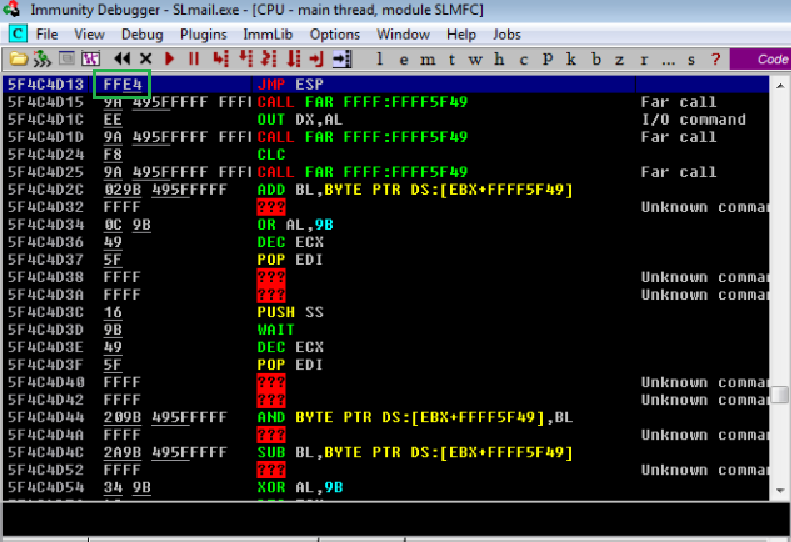 Immunity Debugger - SLmail.exe - [CPU - main thread, module SLMFC]
C File View Debug Plugins ImmLib Options Window Help Jobs
l e m t w h c P k b z r ... s ? Code
5F4C4D13 FFE4 JMP ESP
5F4C4D15 9A 495FFFFF FFFI CALL FAR FFFF:FFFF5F49 Far call
5F4C4D1C EE OUT DX,AL I/O command
5F4C4D1D 9A 495FFFFF FFFI CALL FAR FFFF:FFFF5F49 Far call
5F4C4D24 F8 CLC
5F4C4D25 9A 495FFFFF FFFI CALL FAR FFFF:FFFF5F49 Far call
5F4C4D2C 029B 495FFFFF ADD BL,BYTE PTR DS:[EBX+FFFF5F49]
5F4C4D32 FFFF ??? Unknown comma
5F4C4D34 0C 9B OR AL,9B
5F4C4D36 49 DEC ECX
5F4C4D37 5F POP EDI
5F4C4D38 FFFF ??? Unknown comma
5F4C4D3A FFFF ??? Unknown comma
5F4C4D3C 16 PUSH SS
5F4C4D3D 9B WAIT
5F4C4D3E 49 DEC ECX
5F4C4D3F 5F POP EDI
5F4C4D40 FFFF ??? Unknown comma
5F4C4D42 FFFF ??? Unknown comma
5F4C4D44 209B 495FFFFF AND BYTE PTR DS:[EBX+FFFF5F49],BL
5F4C4D4A FFFF ??? Unknown comma
5F4C4D4C 2A9B 495FFFFF SUB BL,BYTE PTR DS:[EBX+FFFF5F49]
5F4C4D52 FFFF ??? Unknown comma
5F4C4D54 34 9B XOR AL,9B